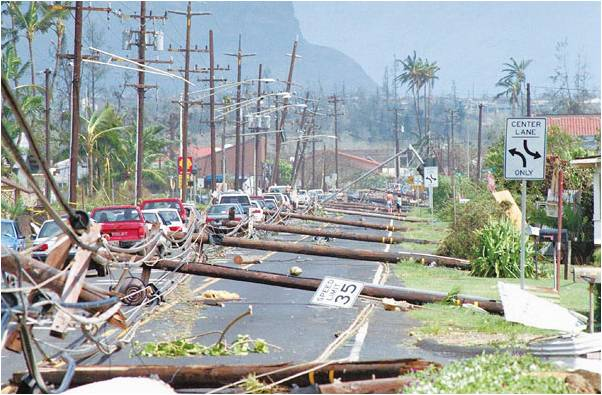 CENTER
LANE
ONLY
SPEED
LIMIT
35